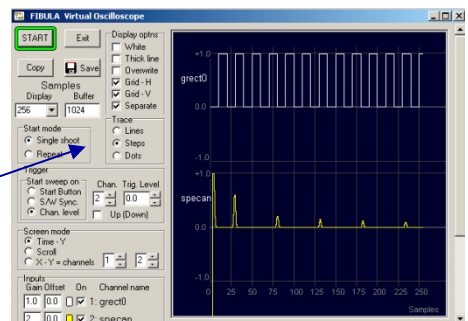 FIBULA Virtual Oscilloscope
START Exit
Copy Save
Samples
Display Buffer
256 1024
Display optns
White
Thick line
Overwrite
Grid - H
Grid - V
Separate
Start mode
Single shoot
Repeat
Trace
Lines
Steps
Dots
Trigger
Start sweep on
Start Button
S/W Sync.
Chan. level
Chan. Trig. Level
2 0.0
Up (Down)
Screen mode
Time - Y
Scroll
X - Y = channels 1 2
Inputs
Gain Offset On Channel name
1.0 0.0 1: grect0
2 0.0 2: specan
+1.0
grect0
0.0
-1.0
+1.0
specan
0.0
-1.0
0 25 50 75 100 125 150 175 200 225 250
Samples